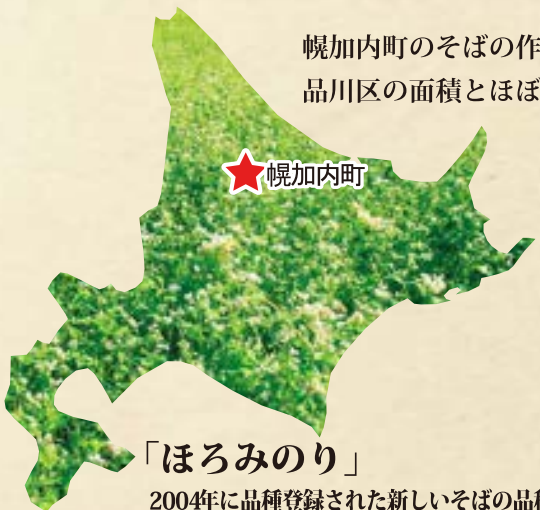 幌加内町のそばの作
品川区の面積とほぼ
幌加内町
「ほろみのり」
2004年に品種登録された新しいそばの品種